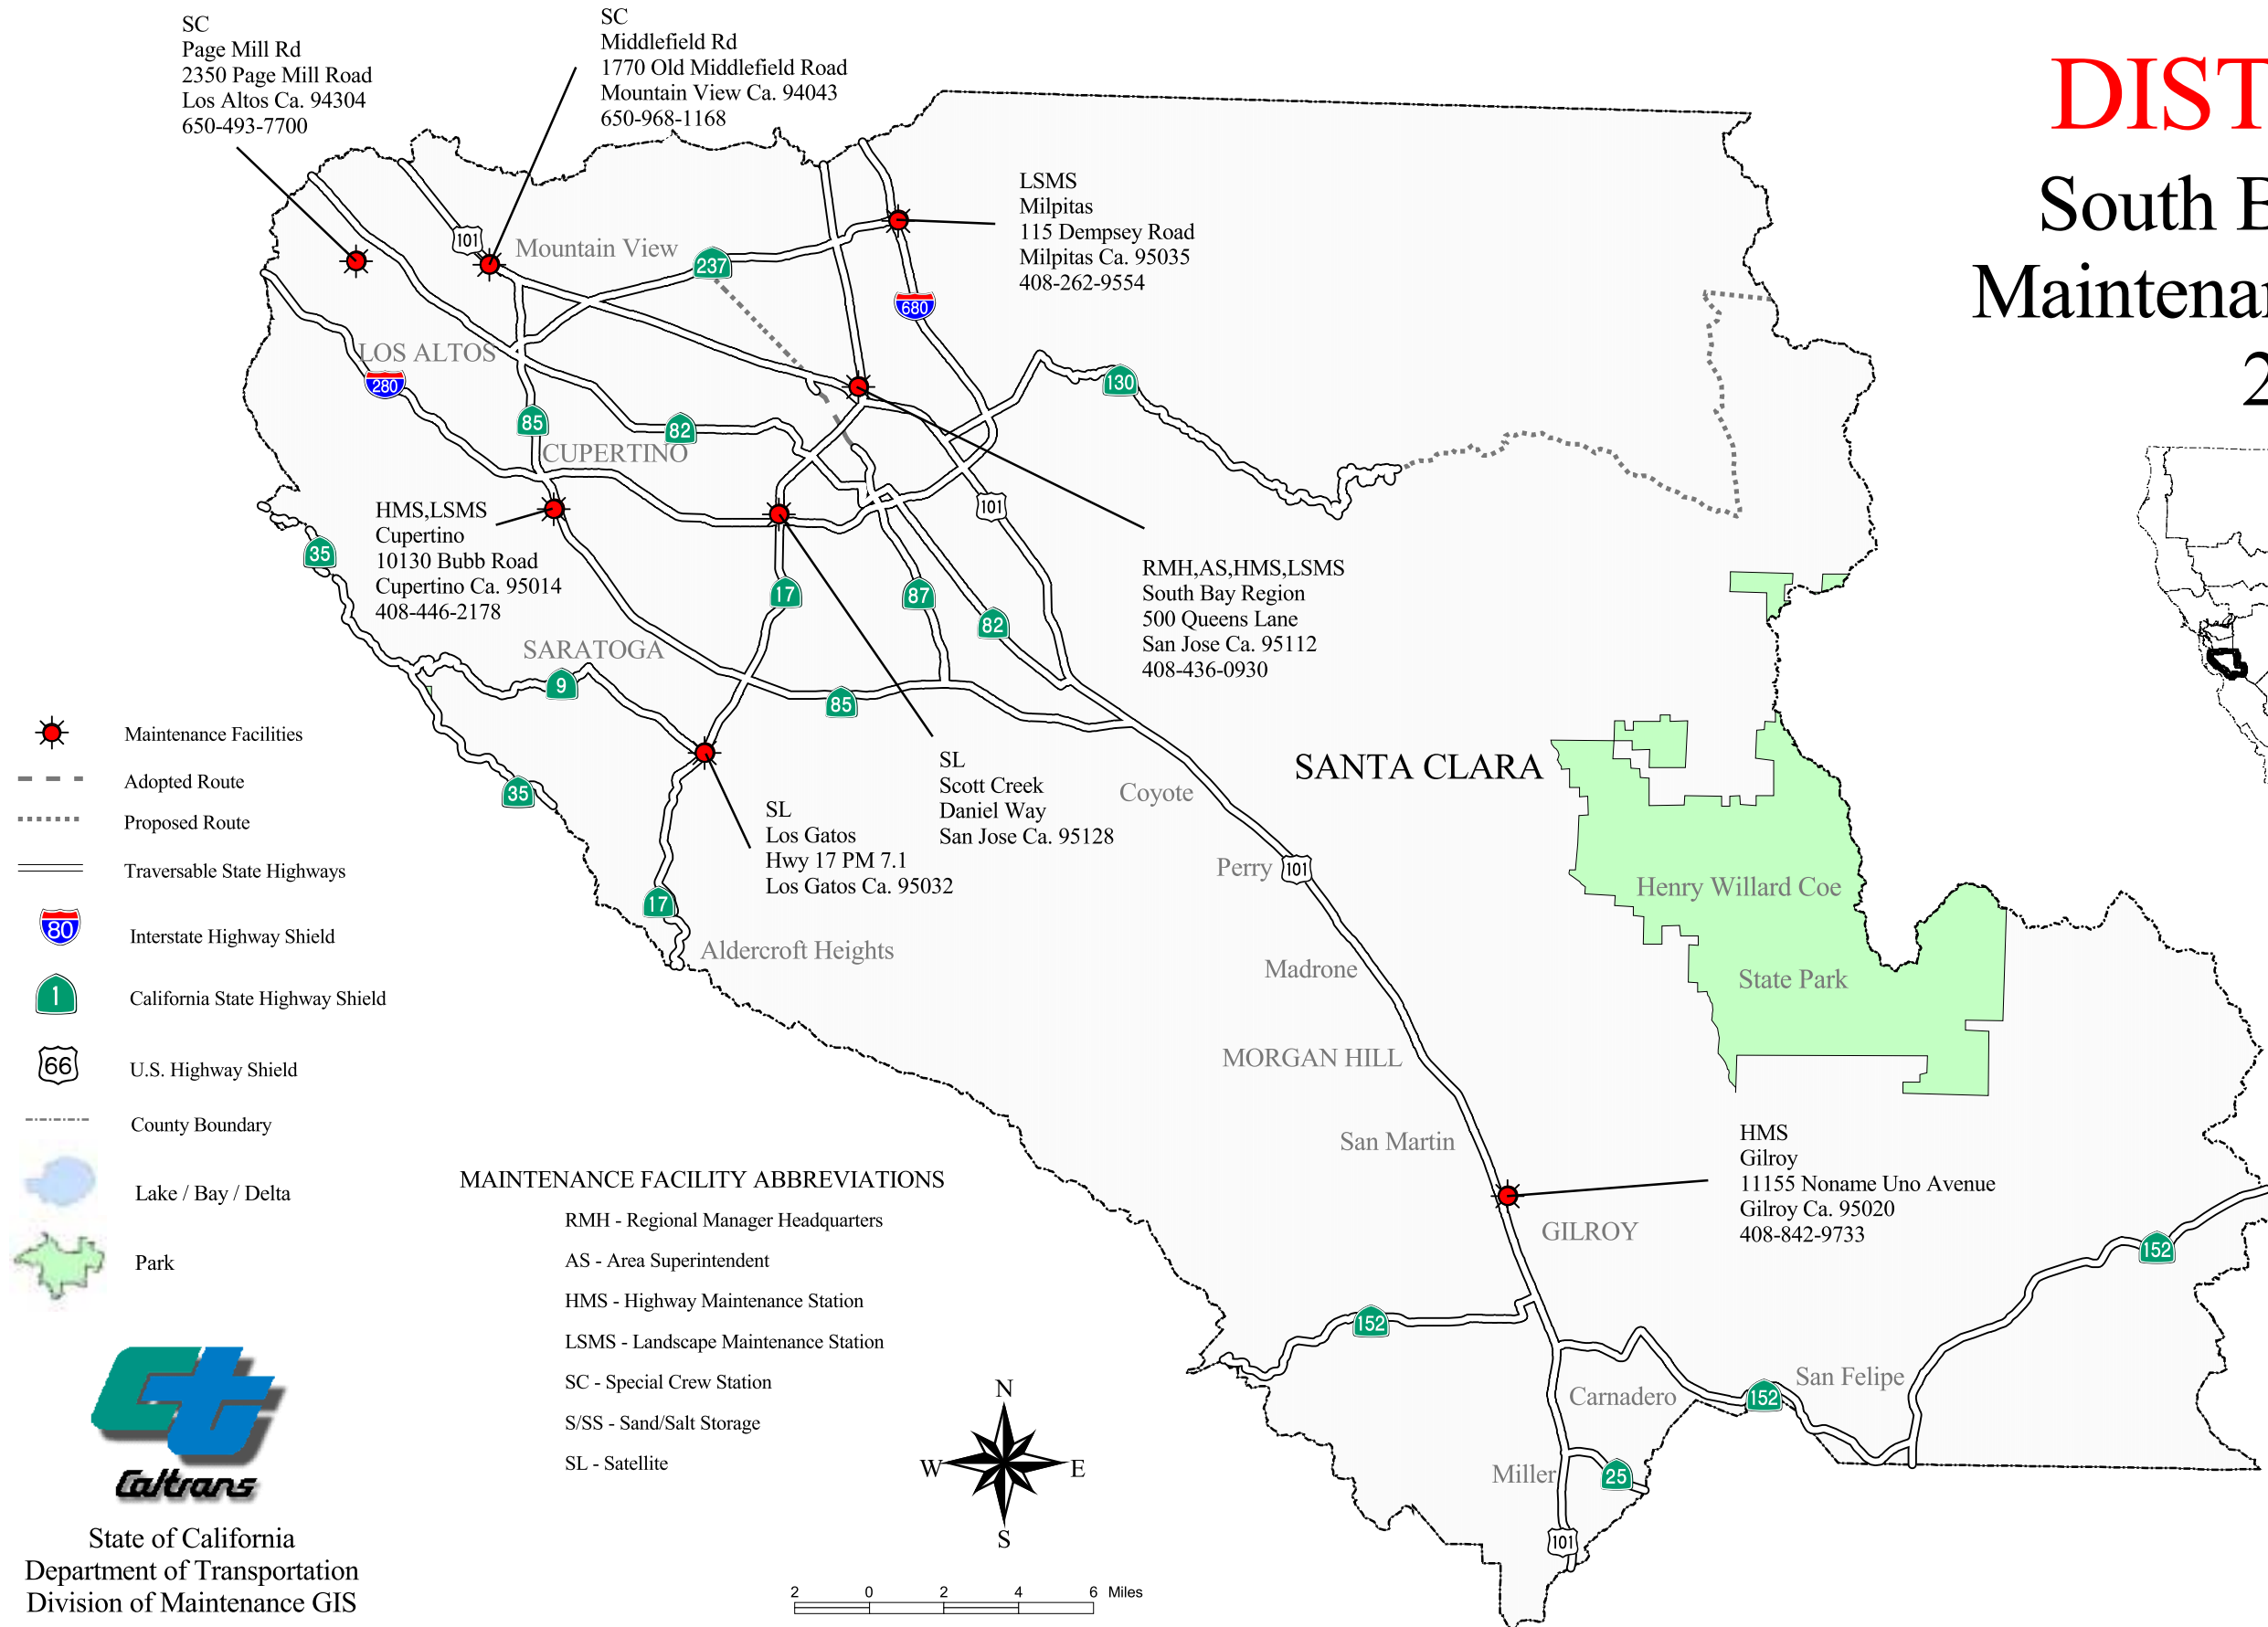 SC
Page Mill Rd
2350 Page Mill Road
Los Altos Ca. 94304
650-493-7700
SC
Middlefield Rd
1770 Old Middlefield Road
Mountain View Ca. 94043
650-968-1168
DIST
South B
Maintenan
2
LSMS
Milpitas
115 Dempsey Road
Milpitas Ca. 95035
408-262-9554
101
Mountain View
237
680
LOS ALTOS
280
130
85
82
CUPERTINO
101
HMS,LSMS
Cupertino
10130 Bubb Road
Cupertino Ca. 95014
408-446-2178
35
17
87
82
RMH,AS,HMS,LSMS
South Bay Region
500 Queens Lane
San Jose Ca. 95112
408-436-0930
SARATOGA
9
85
35
SL
Scott Creek
Daniel Way
San Jose Ca. 95128
SL
Los Gatos
Hwy 17 PM 7.1
Los Gatos Ca. 95032
17
Aldercroft Heights
SANTA CLARA
Coyote
Perry
101
Henry Willard Coe
State Park
Madrone
MORGAN HILL
San Martin
HMS
Gilroy
11155 Noname Uno Avenue
Gilroy Ca. 95020
408-842-9733
GILROY
152
152
152
San Felipe
Carnadero
Miller
25
101
Maintenance Facilities
Adopted Route
Proposed Route
Traversable State Highways
80
Interstate Highway Shield
1
California State Highway Shield
66
U.S. Highway Shield
County Boundary
Lake / Bay / Delta
Park
MAINTENANCE FACILITY ABBREVIATIONS
RMH - Regional Manager Headquarters
AS - Area Superintendent
HMS - Highway Maintenance Station
LSMS - Landscape Maintenance Station
SC - Special Crew Station
S/SS - Sand/Salt Storage
SL - Satellite
N
W E
S
2 0 2 4 6 Miles
Ct
Caltrans
State of California
Department of Transportation
Division of Maintenance GIS